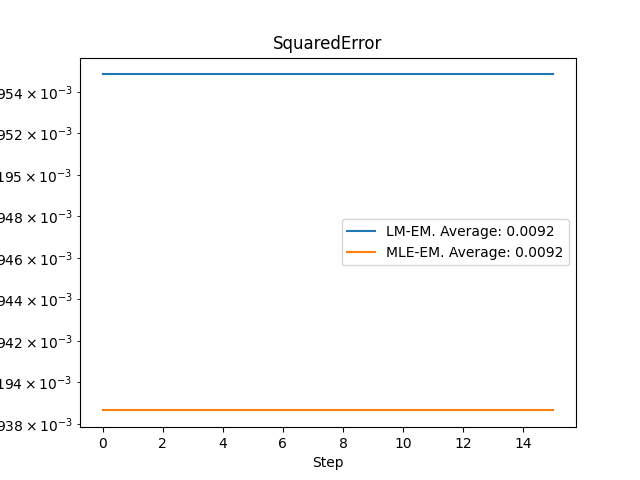 SquaredError
954 × 10⁻³
952 × 10⁻³
195 × 10⁻³
948 × 10⁻³
946 × 10⁻³
944 × 10⁻³
942 × 10⁻³
194 × 10⁻³
938 × 10⁻³
LM-EM. Average: 0.0092
MLE-EM. Average: 0.0092
0 2 4 6 8 10 12 14
Step